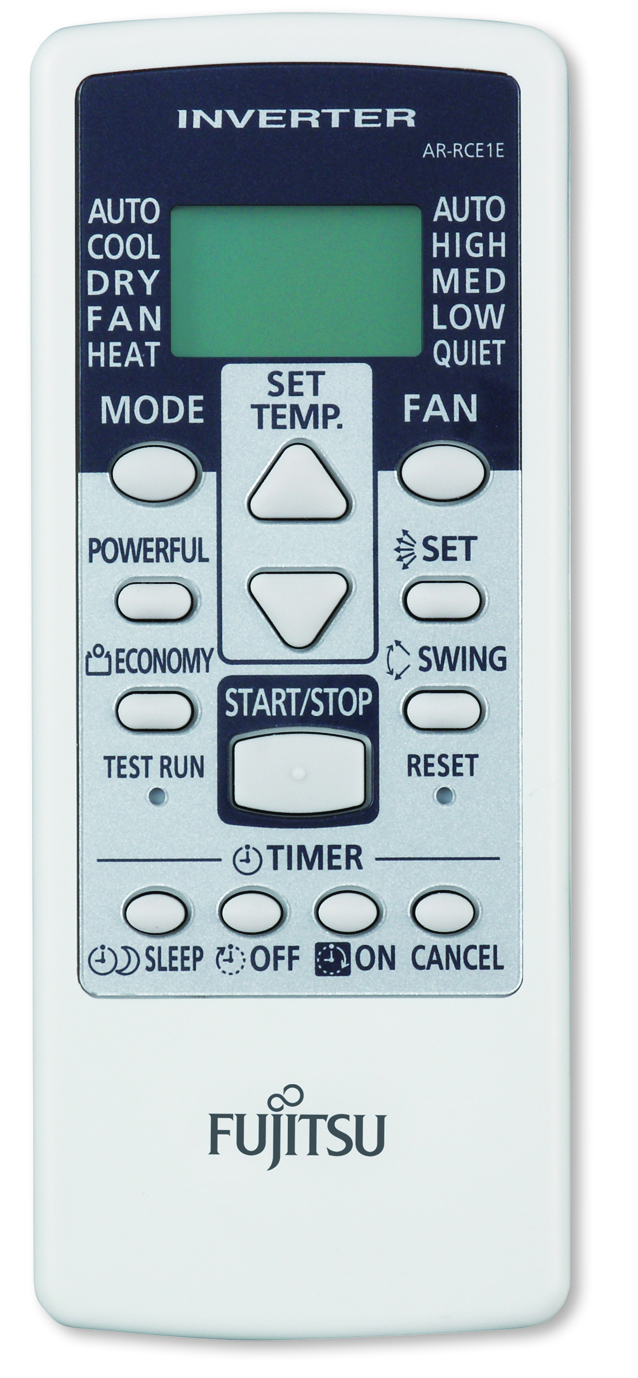 INVERTER
AR-RCE1E
AUTO
COOL
DRY
FAN
HEAT
AUTO
HIGH
MED
LOW
QUIET
MODE
SET
TEMP.
FAN
POWERFUL
SET
ECONOMY
SWING
START/STOP
TEST RUN
RESET
TIMER
SLEEP
OFF
ON
CANCEL
FUJITSU